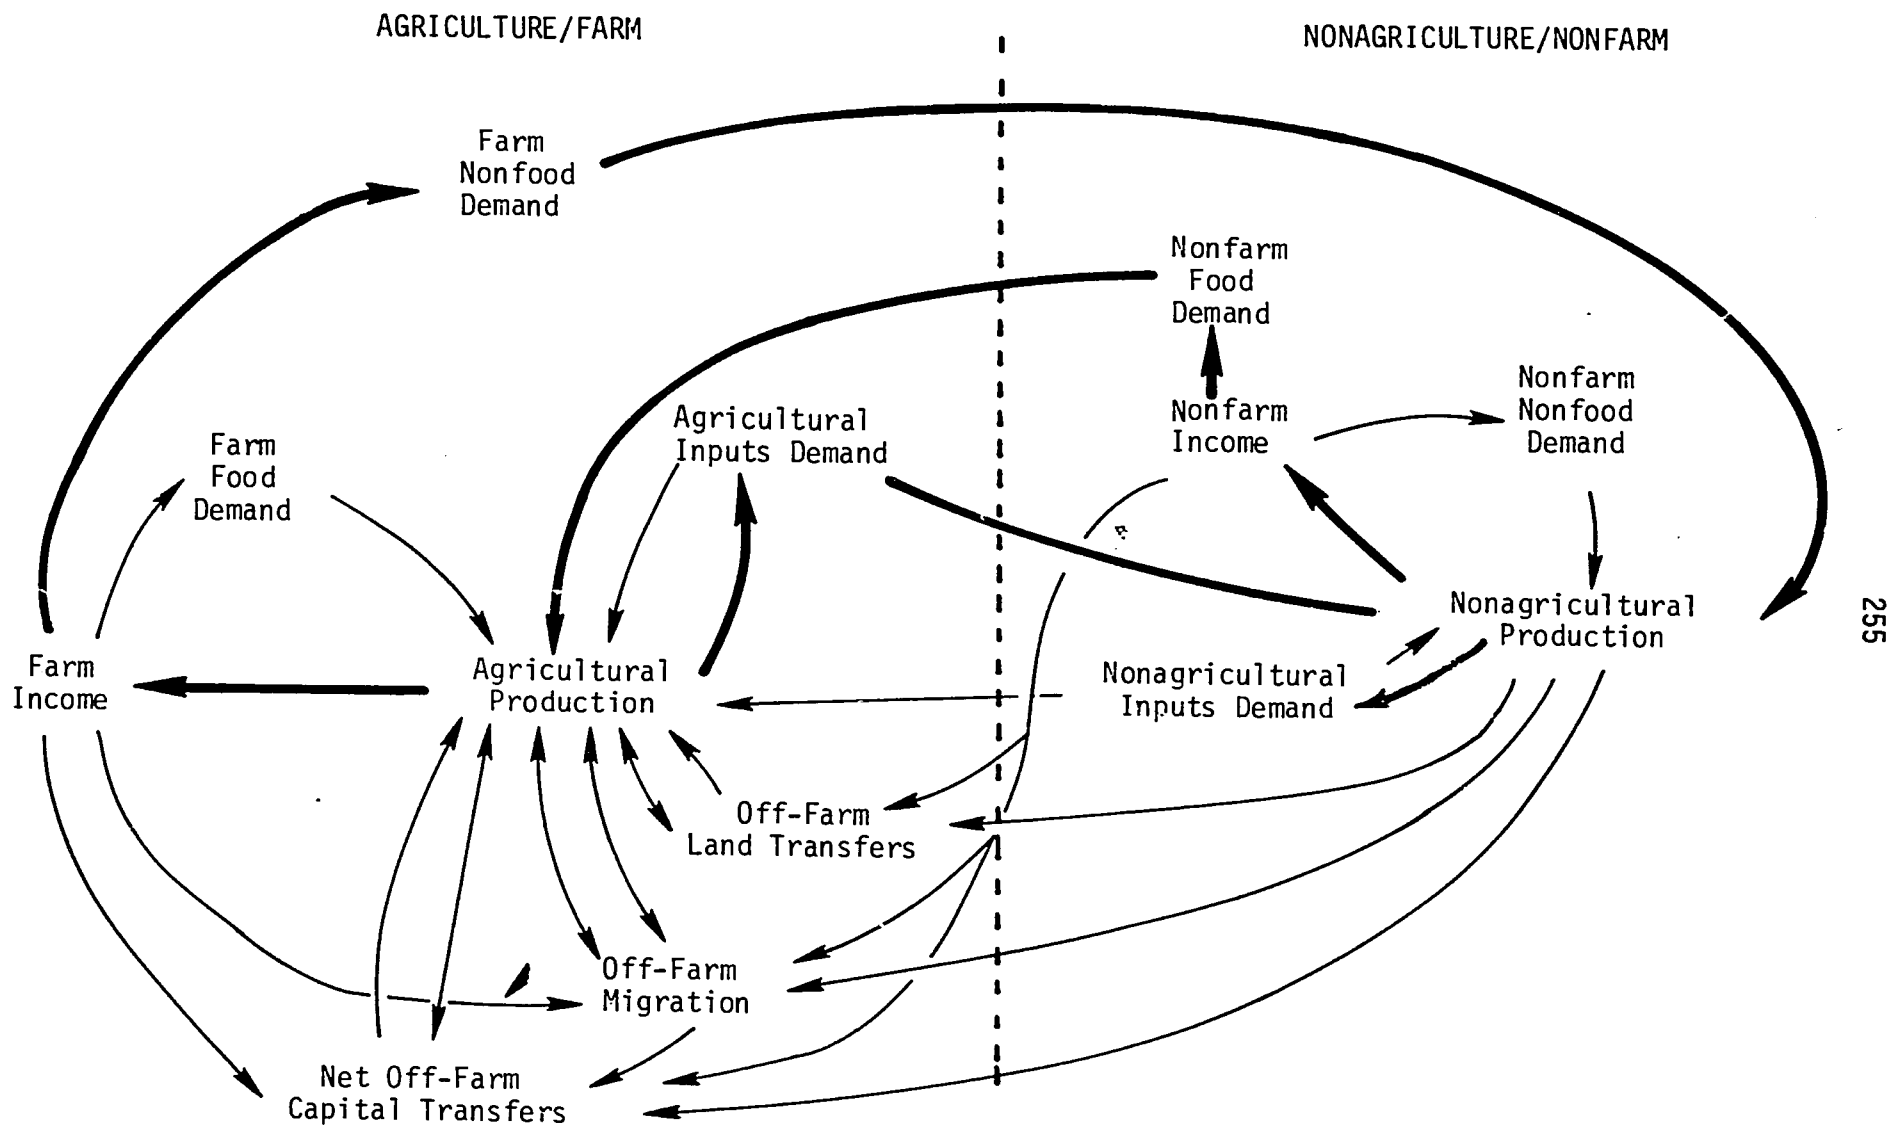 AGRICULTURE/FARM
NONAGRICULTURE/NONFARM
Farm
Nonfood
Demand
Nonfarm
Food
Demand
Nonfarm
Income
Nonfarm
Nonfood
Demand
Agricultural
Inputs Demand
Farm
Food
Demand
Nonagricultural
Production
255
Farm
Income
Agricultural
Production
Nonagricultural
Inputs Demand
Off-Farm
Land Transfers
Off-Farm
Migration
Net Off-Farm
Capital Transfers